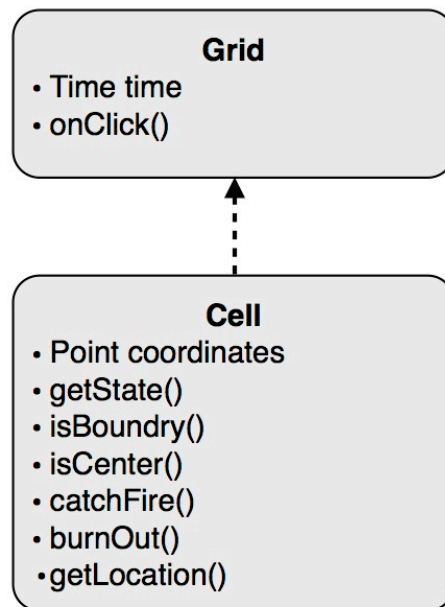 Grid
• Time time
• onClick()
Cell
• Point coordinates
• getState()
• isBoundry()
• isCenter()
• catchFire()
• burnOut()
• getLocation()